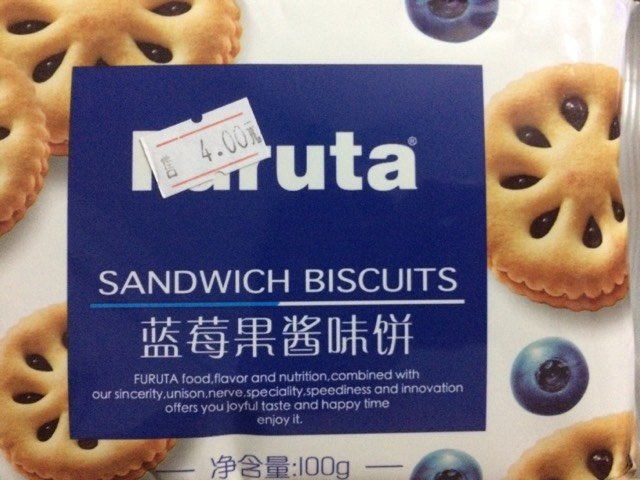 售 4.00元
Furuta®
SANDWICH BISCUITS
蓝莓果酱味饼
FURUTA food,flavor and nutrition,combined with
our sincerity,unison,nerve,speciality,speediness and innovation
offers you joyful taste and happy time
enjoy it.
净含量:100g